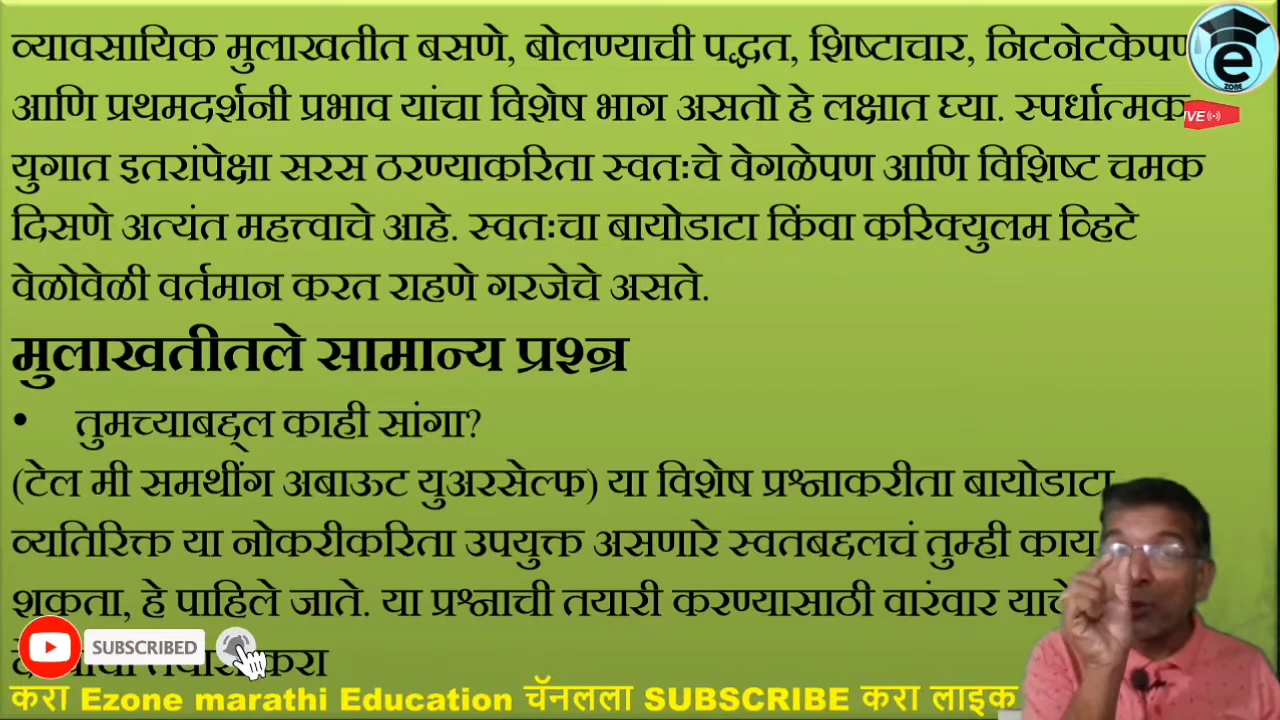 व्यावसायिक मुलाखतीत बसणे, बोलण्याची पद्धत, शिष्टाचार,
आणि प्रथमदर्शनी प्रभाव यांचा विशेष भाग असतो हे लक्षात घ्या. स्पर्धात्मक
युगात इतरांपेक्षा सरस ठरण्याकरिता स्वतःचे वेगळेपण आणि विशिष्ट चमक
दिसणे अत्यंत महत्त्वाचे आहे. स्वतःचा बायोडाटा किंवा करिक्युलम व्हिटे
वेळोवेळी वर्तमान करत राहणे गरजेचे असते.
मुलाखतीतले सामान्य प्रश्न
• तुमच्याबद्द्ल काही सांगा?
(टेल मी समथींग अबाऊट युअरसेल्फ) या विशेष प्रश्नाकरीता बायोडाटा
व्यतिरिक्त या नोकरीकरिता उपयुक्त असणारे स्वतबद्दलचं तुम्ही काय
शकता, हे पाहिले जाते. या प्रश्नाची तयारी करण्यासाठी वारंवार
करा
SUBSCRIBED
करा Ezone marathi Education चॅनलला SUBSCRIBE करा लाइक
e
ZONE